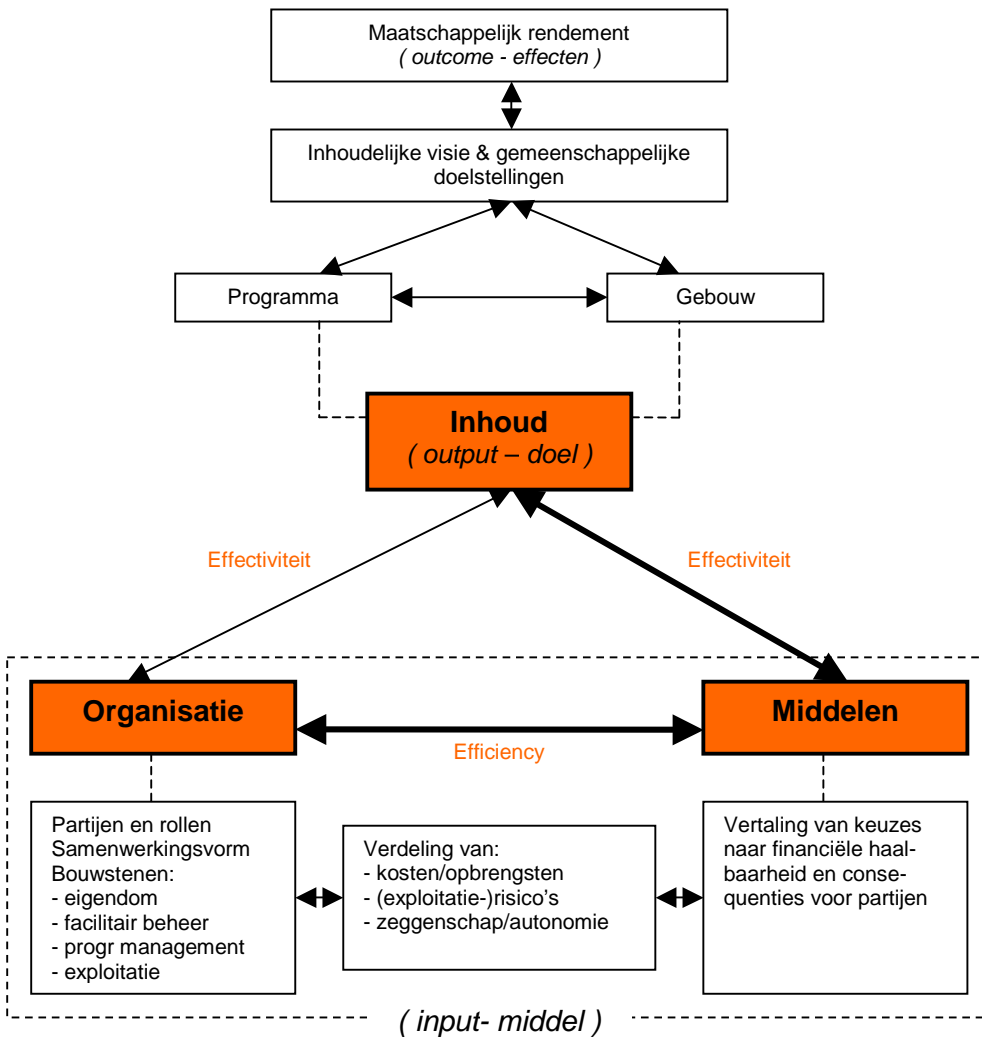 Maatschappelijk rendement
( outcome - effecten )
Inhoudelijke visie & gemeenschappelijke
doelstellingen
Programma
Gebouw
Inhoud
( output – doel )
Effectiviteit
Effectiviteit
Organisatie
Middelen
Efficiency
Partijen en rollen
Samenwerkingsvorm
Bouwstenen:
- eigendom
- facilitair beheer
- progr management
- exploitatie
Verdeling van:
- kosten/opbrengsten
- (exploitatie-)risico's
- zeggenschap/autonomie
Vertaling van keuzes
naar financiële haal-
baarheid en conse-
quenties voor partijen
( input- middel )